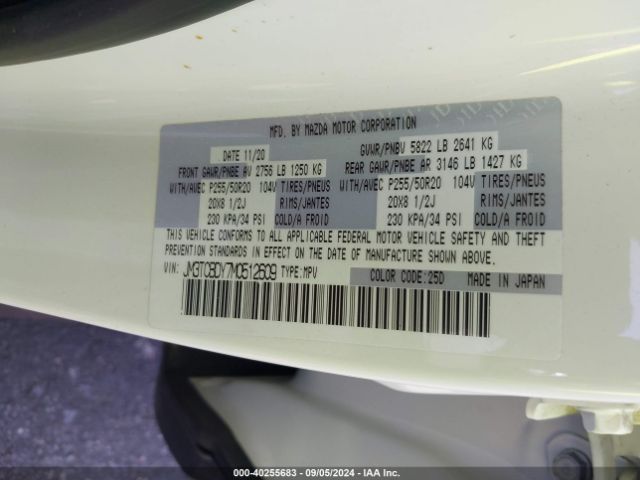 MFD. BY MAZDA MOTOR CORPORATION
DATE 11/20 GVWR/PNBV 5822 LB 2641 KG
FRONT GAWR/PNBE AV 2756 LB 1250 KG REAR GAWR/PNBE AR 3146 LB 1427 KG
WITH/AVEC P255/50R20 104V TIRES/PNEUS WITH/AVEC P255/50R20 104V TIRES/PNEUS
20X8 1/2J RIMS/JANTES 20X8 1/2J RIMS/JANTES
230 KPA/34 PSI COLD/A FROID 230 KPA/34 PSI COLD/A FROID
THIS VEHICLE CONFORMS TO ALL APPLICABLE FEDERAL MOTOR VEHICLE SAFETY AND THEFT
PREVENTION STANDARDS IN EFFECT ON THE DATE OF MANUFACTURE SHOWN ABOVE.
VIN: JM3TCBDY7M0512609 TYPE: MPV COLOR CODE: 25D MADE IN JAPAN
000-40255683 - 09/05/2024 - IAA Inc.